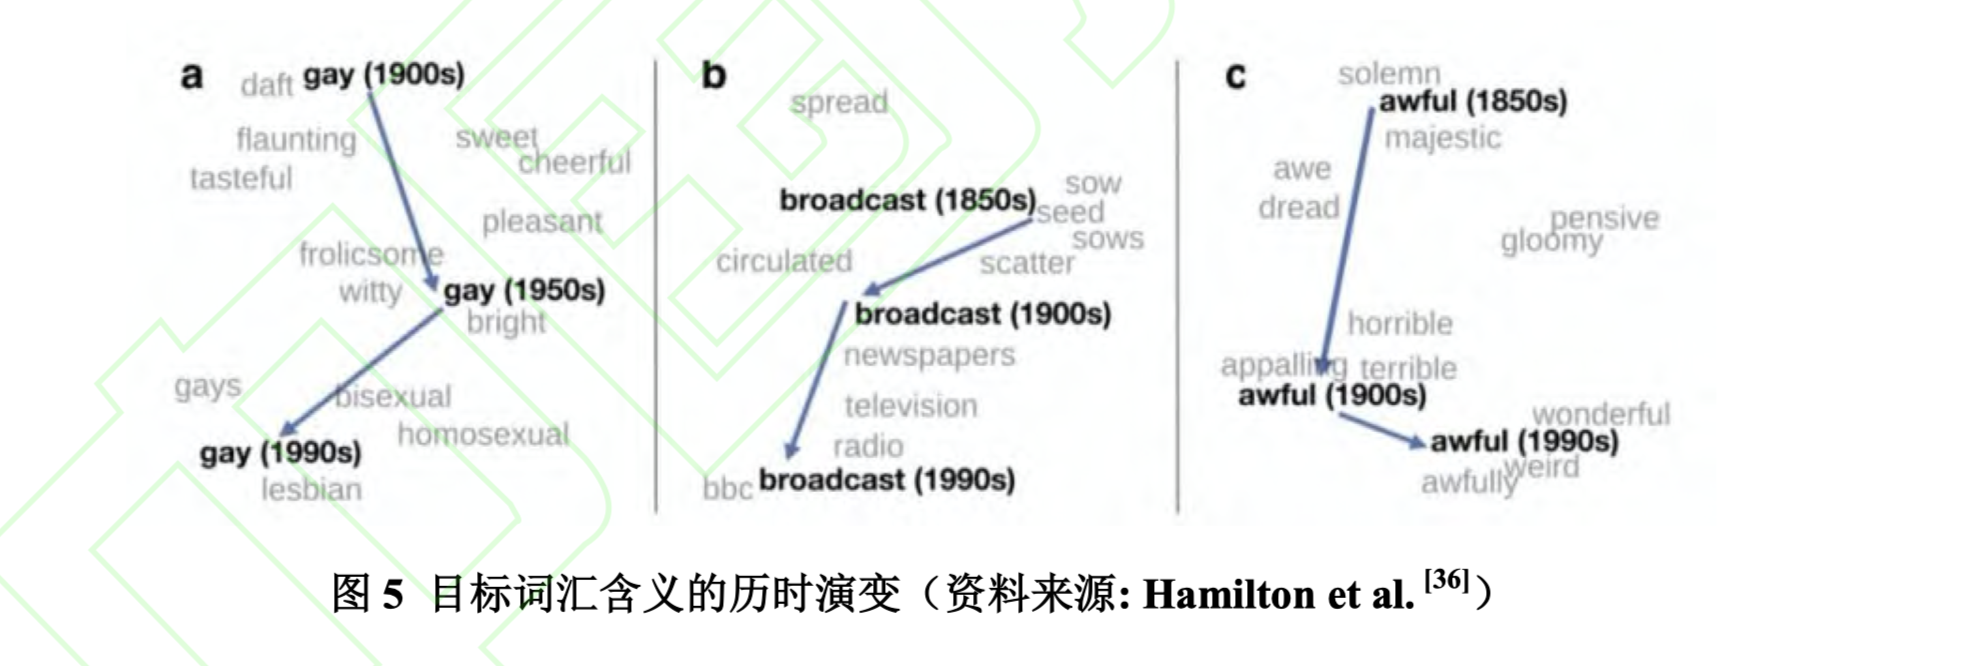 a
daft gay (1900s)
flaunting
sweet
cheerful
tasteful
pleasant
frolicsome
witty
gay (1950s)
bright
gays
bisexual
homosexual
gay (1990s)
lesbian
b
spread
sow
broadcast (1850s)
seed
sows
circulated
scatter
broadcast (1900s)
newspapers
television
radio
bbc broadcast (1990s)
c
solemn
awful (1850s)
majestic
awe
dread
pensive
gloomy
horrible
appalling terrible
awful (1900s)
wonderful
awful (1990s)
weird
awfully
图 5 目标词汇含义的历时演变（资料来源: Hamilton et al. [36]）